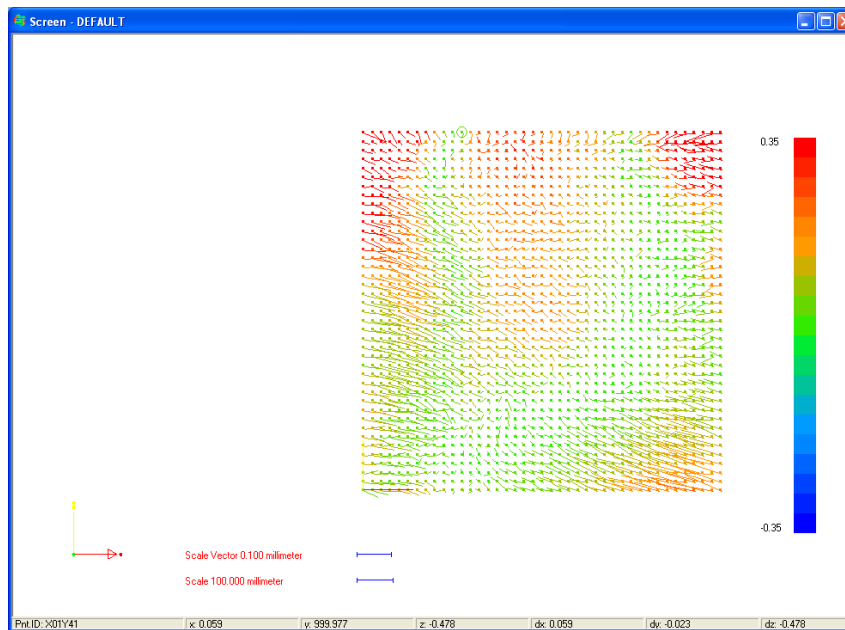 Screen - DEFAULT
0.35
-0.35
Scale Vector 0.100 millimeter
Scale 100.000 millimeter
Pnt.ID: X01Y41 x: 0.059 y: 999.977 z: -0.478 dx: 0.059 dy: -0.023 dz: -0.478